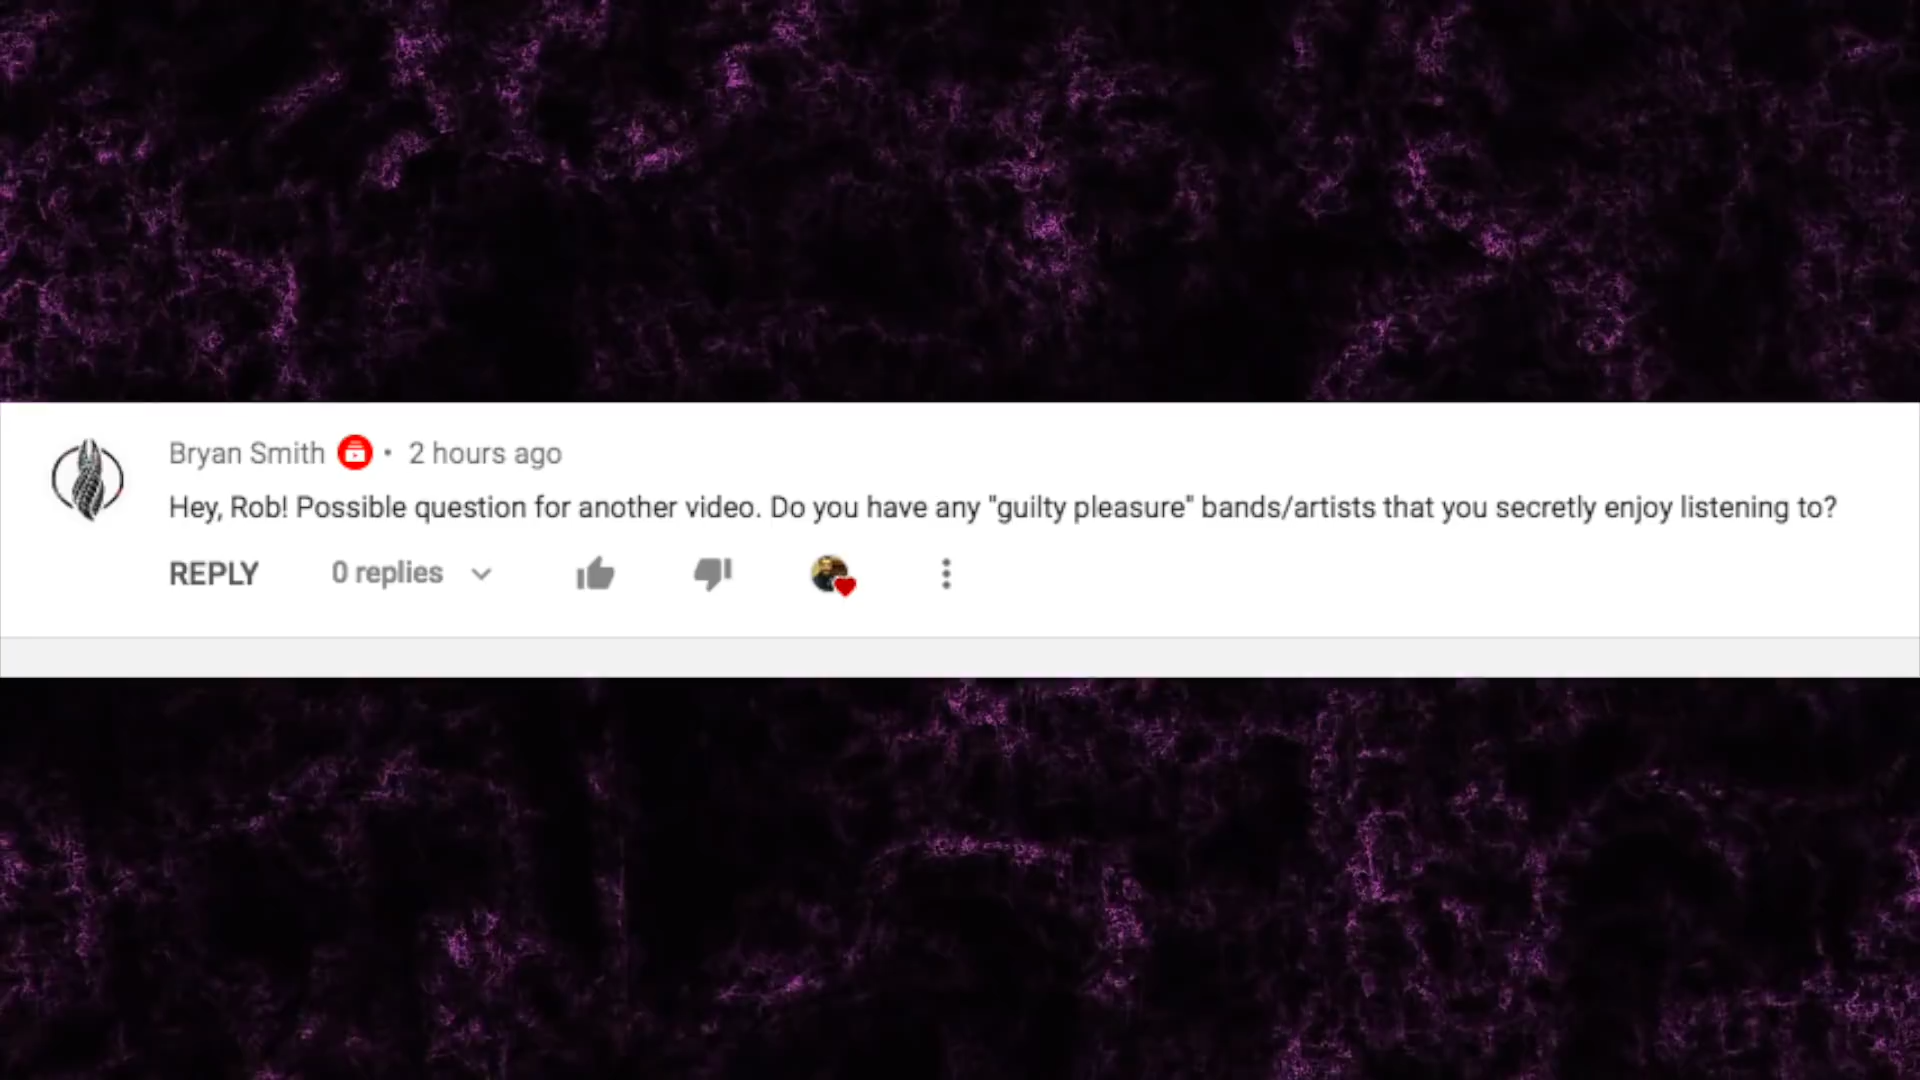 Bryan Smith • 2 hours ago
Hey, Rob! Possible question for another video. Do you have any "guilty pleasure" bands/artists that you secretly enjoy listening to?
REPLY 0 replies